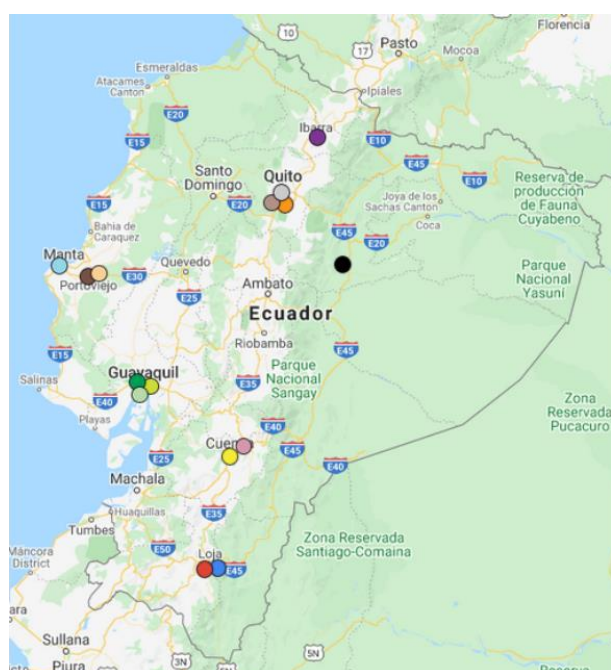 10
Florencia
Pasto
17
Mocoa
Esmeraldas
Atacames
Canton
Ipiales
E20
Ibarra
E15
E10
E45
Santo
Domingo
Quito
E10
Reserva de
producción
de Fauna
Cuyabeno
E15
E20
Joya de los
Sachas Canton
Coca
Bahia de
Caraquez
E45
E20
Manta
Quevedo
Parque
Nacional
Yasuní
Portoviejo
E30
Ambato
E25
Ecuador
Riobamba
E15
E45
Guayaquil
Parque
Nacional
Sangay
Salinas
E35
E40
Zona
Reservada
Pucacuro
Playas
E40
Cuenca
E45
E25
E40
Machala
Huaquillas
E35
Tumbes
Zona Reservada
Santiago-Comaina
Máncora
District
E50
Loja
E45
Sullana
5N
3N
Piura
Reserva